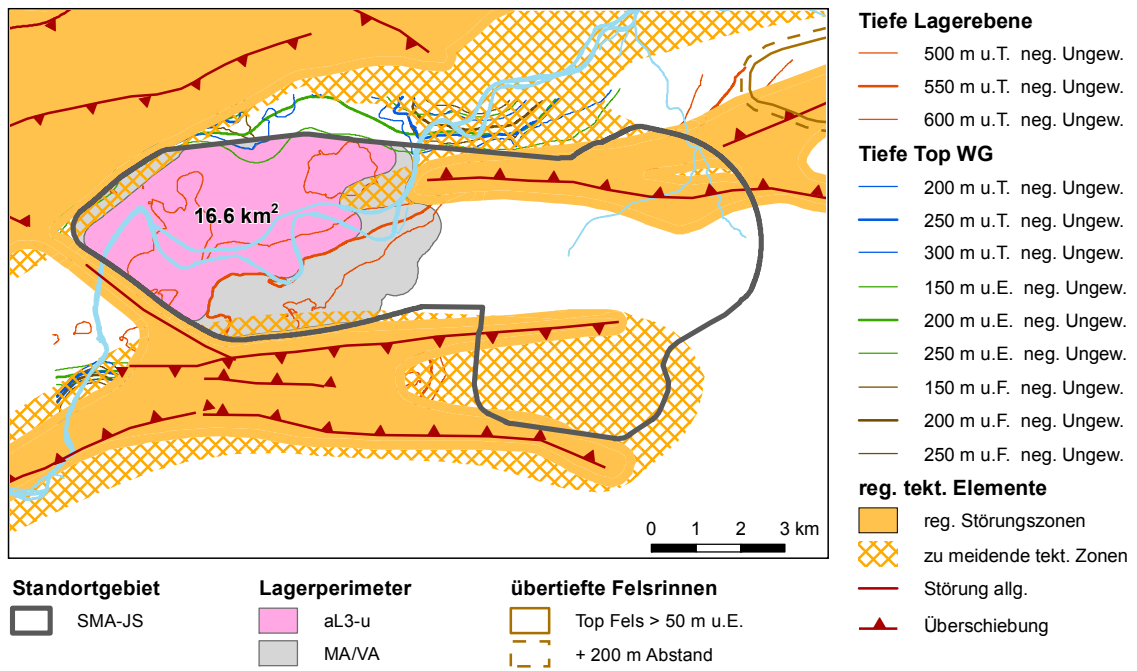 16.6 km²
0 1 2 3 km
Tiefe Lagerebene
500 m u.T. neg. Ungew.
550 m u.T. neg. Ungew.
600 m u.T. neg. Ungew.
Tiefe Top WG
200 m u.T. neg. Ungew.
250 m u.T. neg. Ungew.
300 m u.T. neg. Ungew.
150 m u.E. neg. Ungew.
200 m u.E. neg. Ungew.
250 m u.E. neg. Ungew.
150 m u.F. neg. Ungew.
200 m u.F. neg. Ungew.
250 m u.F. neg. Ungew.
reg. tekt. Elemente
reg. Störungszonen
zu meidende tekt. Zonen
Störung allg.
Überschiebung
Standortgebiet
SMA-JS
Lagerperimeter
aL3-u
MA/VA
übertiefte Felsrinnen
Top Fels > 50 m u.E.
+ 200 m Abstand